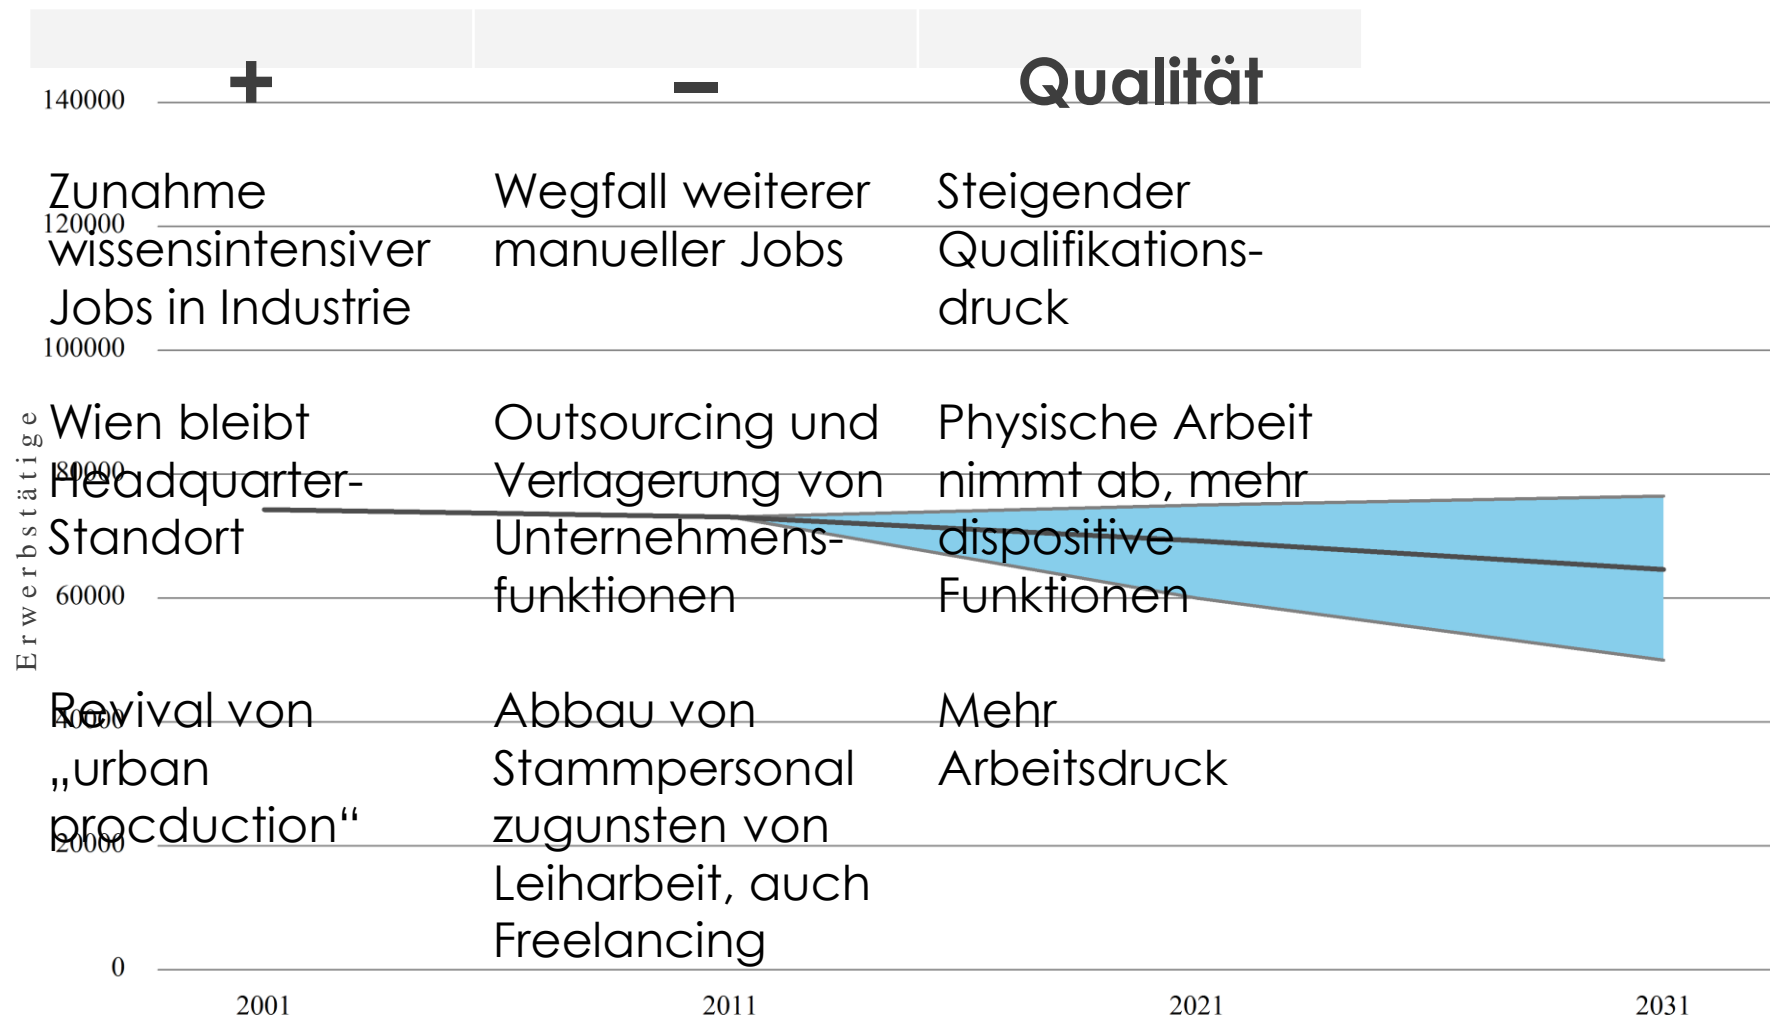 +
–
Qualität
Zunahme
wissensintensiver
Jobs in Industrie
Wegfall weiterer
manueller Jobs
Steigender
Qualifikations-
druck
Wien bleibt
Headquarter-
Standort
Outsourcing und
Verlagerung von
Unternehmens-
funktionen
Physische Arbeit
nimmt ab, mehr
dispositive
Funktionen
Revival von
„urban
procduction“
Abbau von
Stammpersonal
zugunsten von
Leiharbeit, auch
Freelancing
Mehr
Arbeitsdruck
Erwerbstätige
140000
120000
100000
80000
60000
40000
20000
0
2001
2011
2021
2031